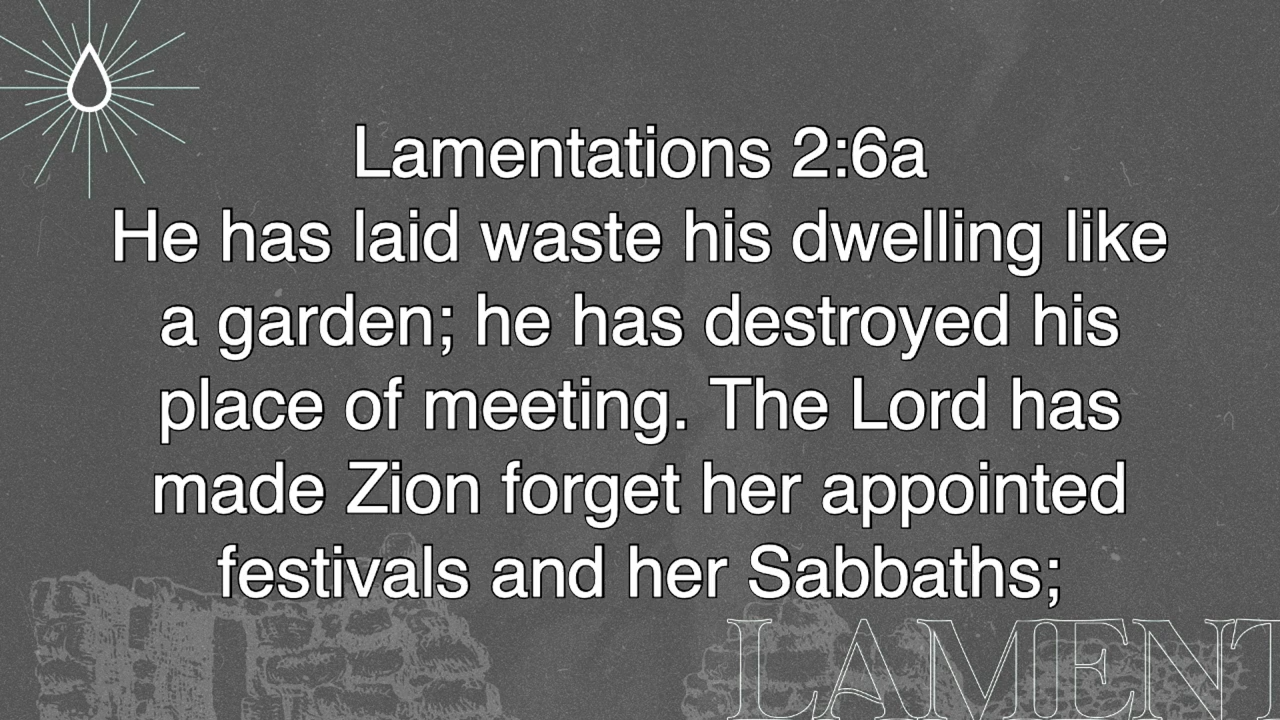 Lamentations 2:6a
He has laid waste his dwelling like
a garden; he has destroyed his
place of meeting. The Lord has
made Zion forget her appointed
festivals and her Sabbaths;
LAMENT